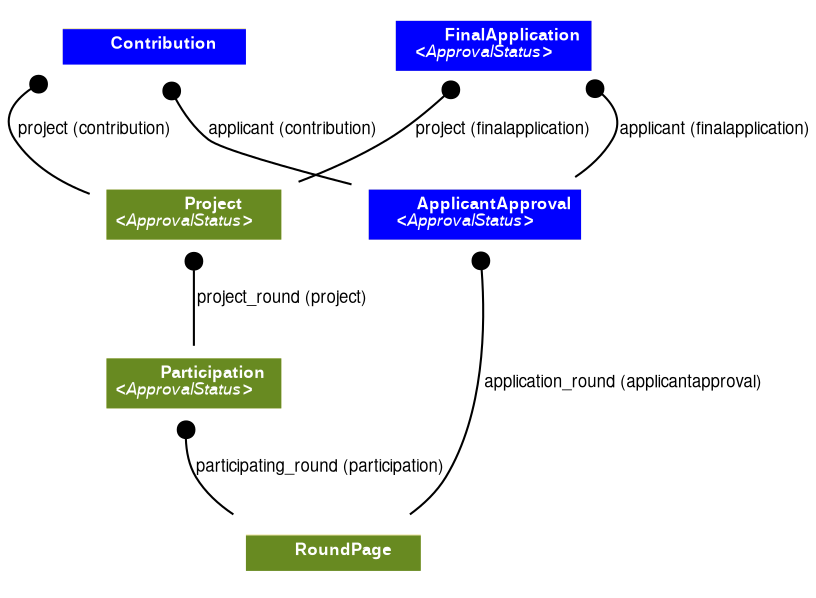 Contribution
FinalApplication
<ApprovalStatus>
project (contribution)
applicant (contribution)
project (finalapplication)
applicant (finalapplication)
Project
<ApprovalStatus>
ApplicantApproval
<ApprovalStatus>
project_round (project)
Participation
<ApprovalStatus>
application_round (applicantapproval)
participating_round (participation)
RoundPage